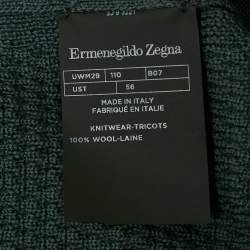 Ermenegildo Zegna
UWM29 110 B07
UST 56
MADE IN ITALY
FABRIQUÉ EN ITALIE
KNITWEAR-TRICOTS
100% WOOL-LAINE